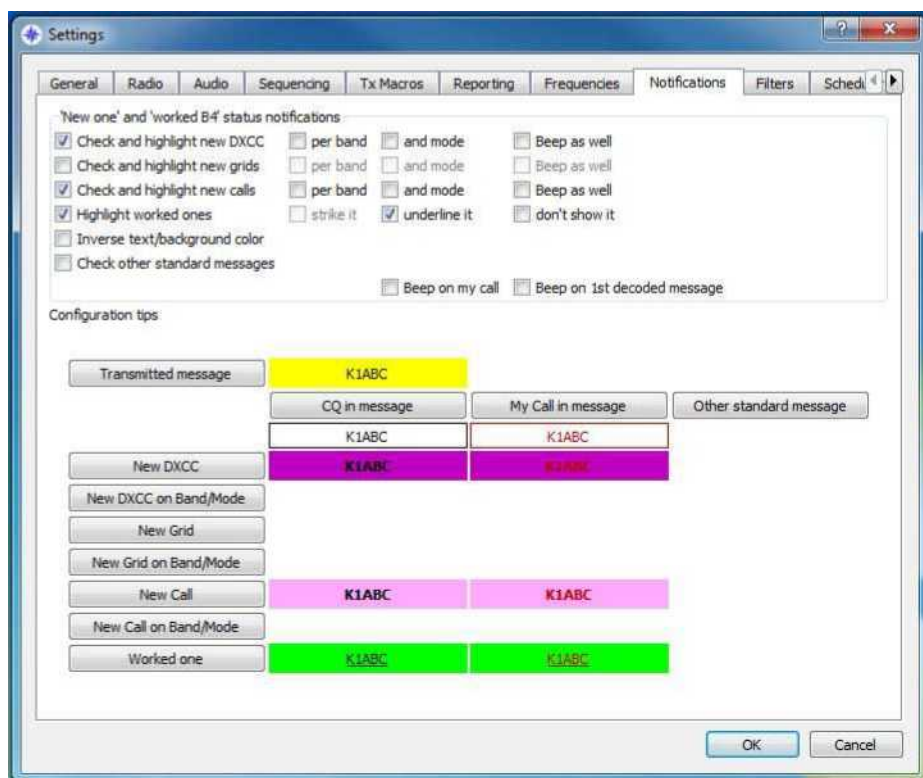 Settings
General Radio Audio Sequencing Tx Macros Reporting Frequencies Notifications Filters
'New one' and 'worked B4' status notifications
Check and highlight new DXCC per band and mode Beep as well
Check and highlight new grids per band and mode Beep as well
Check and highlight new calls per band and mode Beep as well
Highlight worked ones strike it underline it don't show it
Inverse text/background color
Check other standard messages
Beep on my call Beep on 1st decoded message
Configuration tips
Transmitted message K1ABC
CQ in message My Call in message Other standard message
K1ABC K1ABC
New DXCC K1ABC K1ABC
New DXCC on Band/Mode
New Grid
New Grid on Band/Mode
New Call K1ABC K1ABC
New Call on Band/Mode
Worked one K1ABC K1ABC
OK Cancel